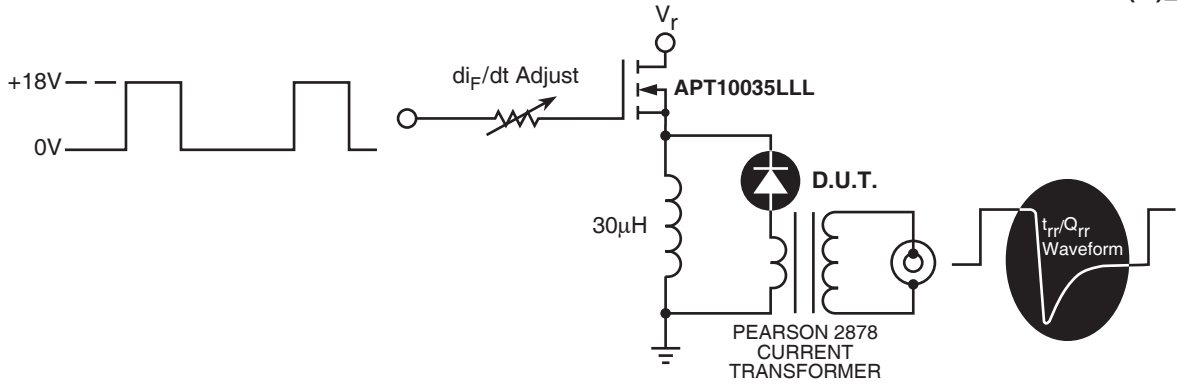 V_r
+18V
di_F/dt Adjust
APT10035LLL
0V
D.U.T.
30μH
t_rr/Q_rr
Waveform
PEARSON 2878
CURRENT
TRANSFORMER